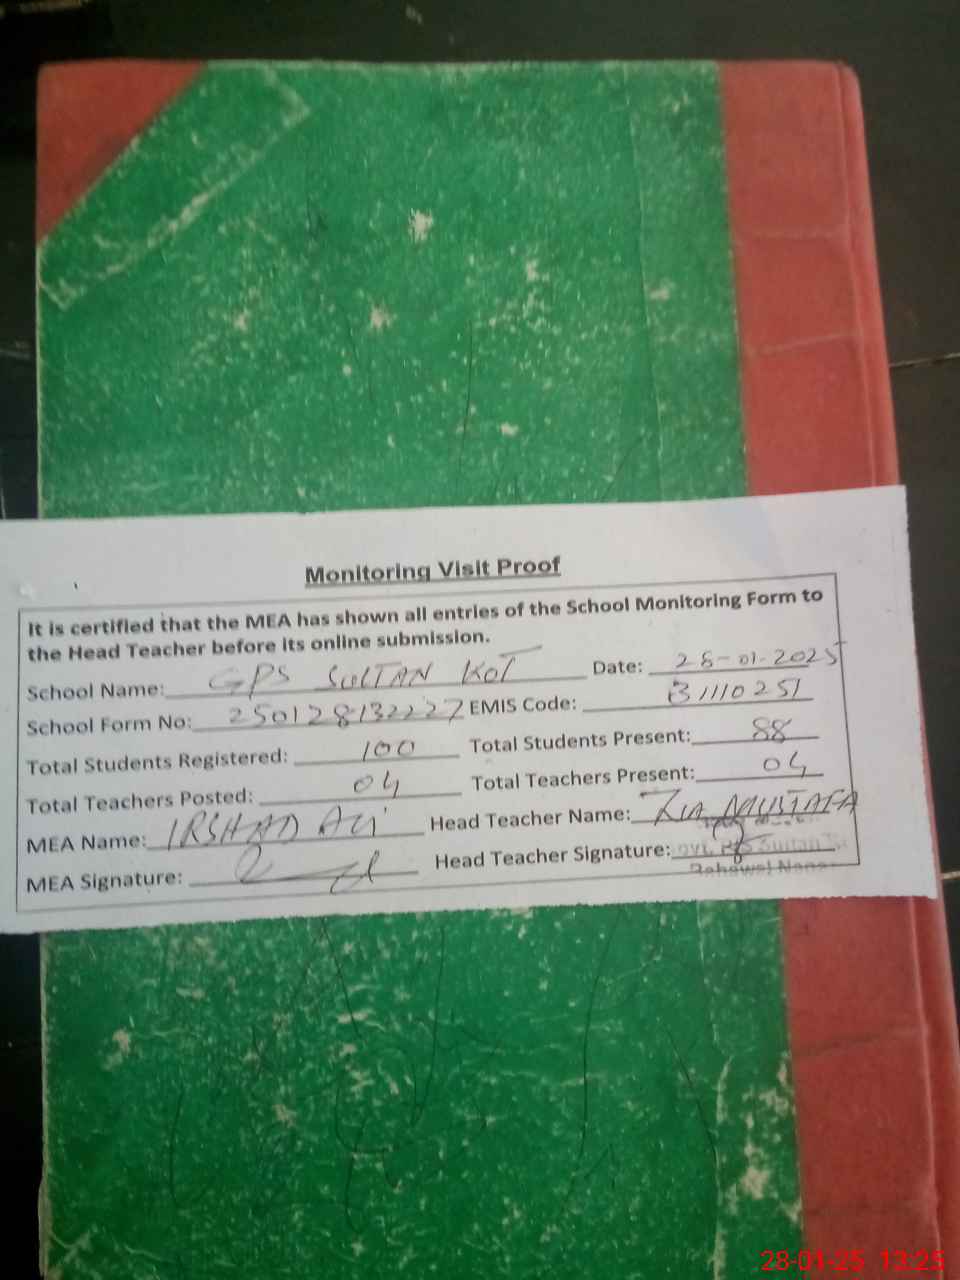 Monitoring Visit Proof
It is certified that the MEA has shown all entries of the School Monitoring Form to
the Head Teacher before its online submission.
School Name: GPS SULTAN KOT Date: 28-01-2025
School Form No: 250128132227 EMIS Code: 31110251
Total Students Registered: 100 Total Students Present: 88
Total Teachers Posted: 04 Total Teachers Present: 04
MEA Name: IRSHAD ALI Head Teacher Name: ZIA MUSTAFA
MEA Signature: Head Teacher Signature:
28-01-25 13:25